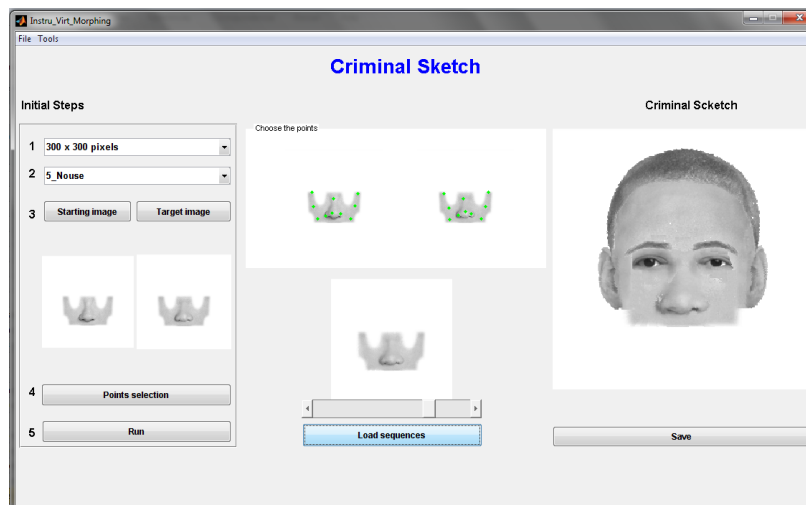 Instru_Virt_Morphing
File Tools
Criminal Sketch
Initial Steps
Criminal Scketch
Choose the points
1 300 x 300 pixels
2 5_Nouse
3 Starting image Target image
4 Points selection
5 Run
Load sequences
Save